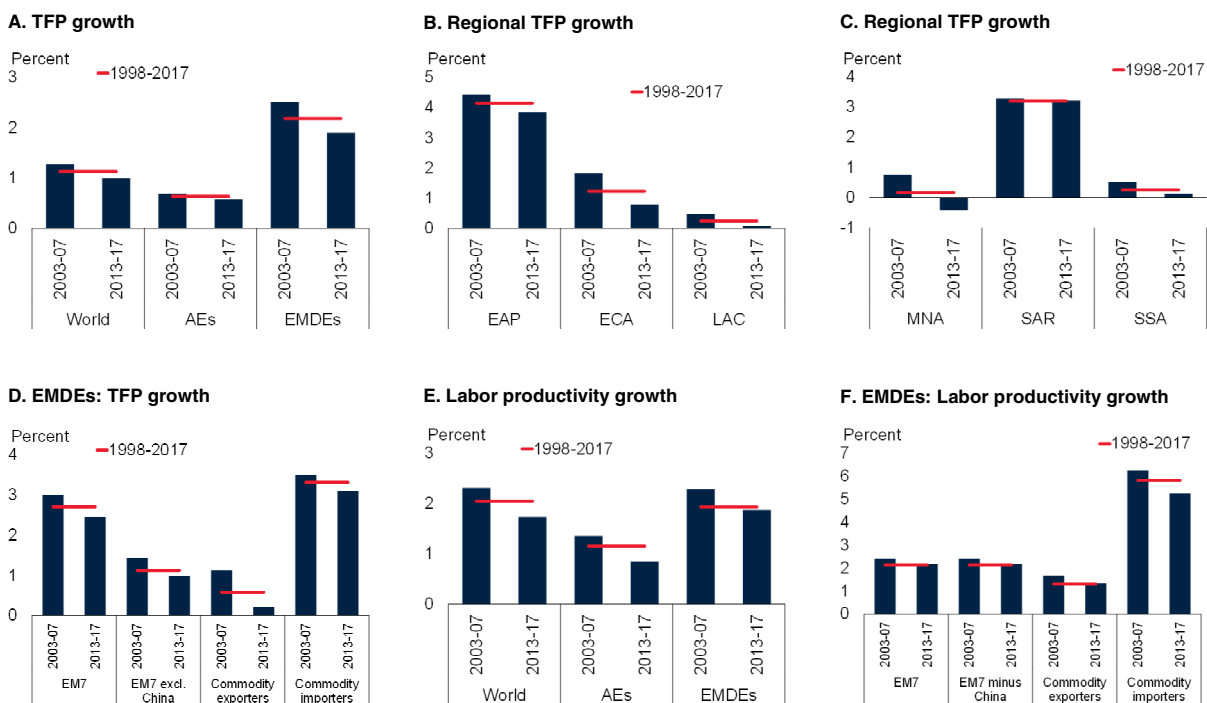 A. TFP growth
Percent
1998-2017
3
2
1
0
2003-07
2013-17
2003-07
2013-17
2003-07
2013-17
World
AEs
EMDEs
B. Regional TFP growth
Percent
1998-2017
5
4
3
2
1
0
2003-07
2013-17
2003-07
2013-17
2003-07
2013-17
EAP
ECA
LAC
C. Regional TFP growth
Percent
1998-2017
4
3
2
1
0
-1
2003-07
2013-17
2003-07
2013-17
2003-07
2013-17
MNA
SAR
SSA
D. EMDEs: TFP growth
Percent
1998-2017
4
3
2
1
0
2003-07
2013-17
2003-07
2013-17
2003-07
2013-17
2003-07
2013-17
EM7
EM7 excl.
China
Commodity
exporters
Commodity
importers
E. Labor productivity growth
Percent
1998-2017
3
2
1
0
2003-07
2013-17
2003-07
2013-17
2003-07
2013-17
World
AEs
EMDEs
F. EMDEs: Labor productivity growth
Percent
1998-2017
7
6
5
4
3
2
1
0
2003-07
2013-17
2003-07
2013-17
2003-07
2013-17
2003-07
2013-17
EM7
EM7 minus
China
Commodity
exporters
Commodity
importers